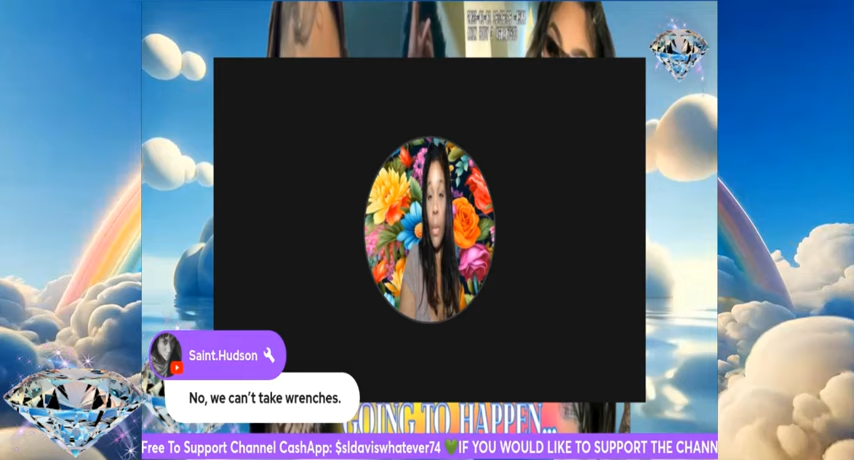 Saint.Hudson
No, we can't take wrenches.
GOING TO HAPPEN...
Free To Support Channel CashApp: $sldaviswhatever74 💚IF YOU WOULD LIKE TO SUPPORT THE CHANN